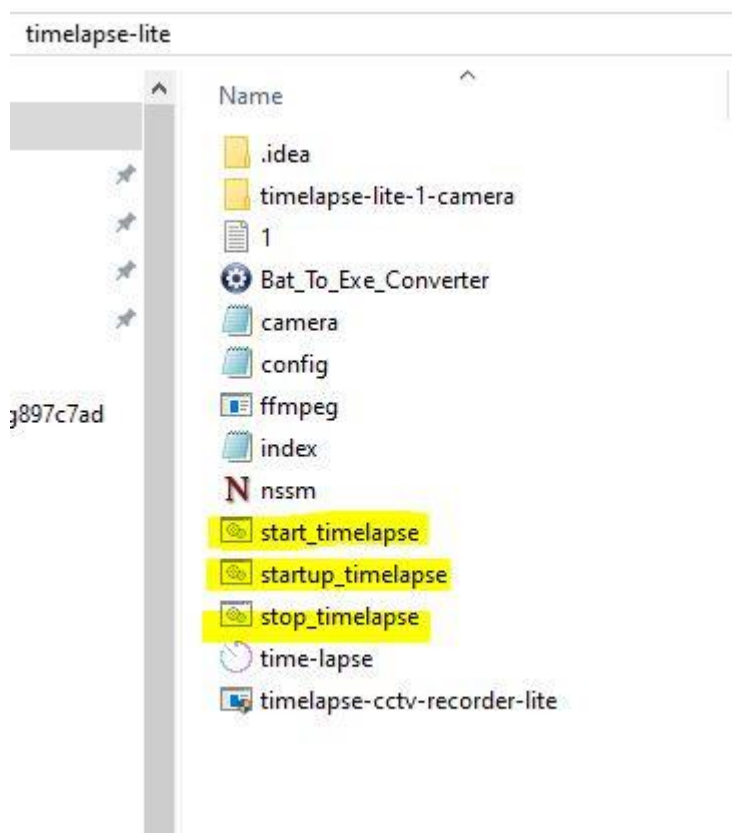 timelapse-lite
Name
.idea
timelapse-lite-1-camera
1
Bat_To_Exe_Converter
camera
config
g897c7ad
ffmpeg
index
N nssm
start_timelapse
startup_timelapse
stop_timelapse
time-lapse
timelapse-cctv-recorder-lite